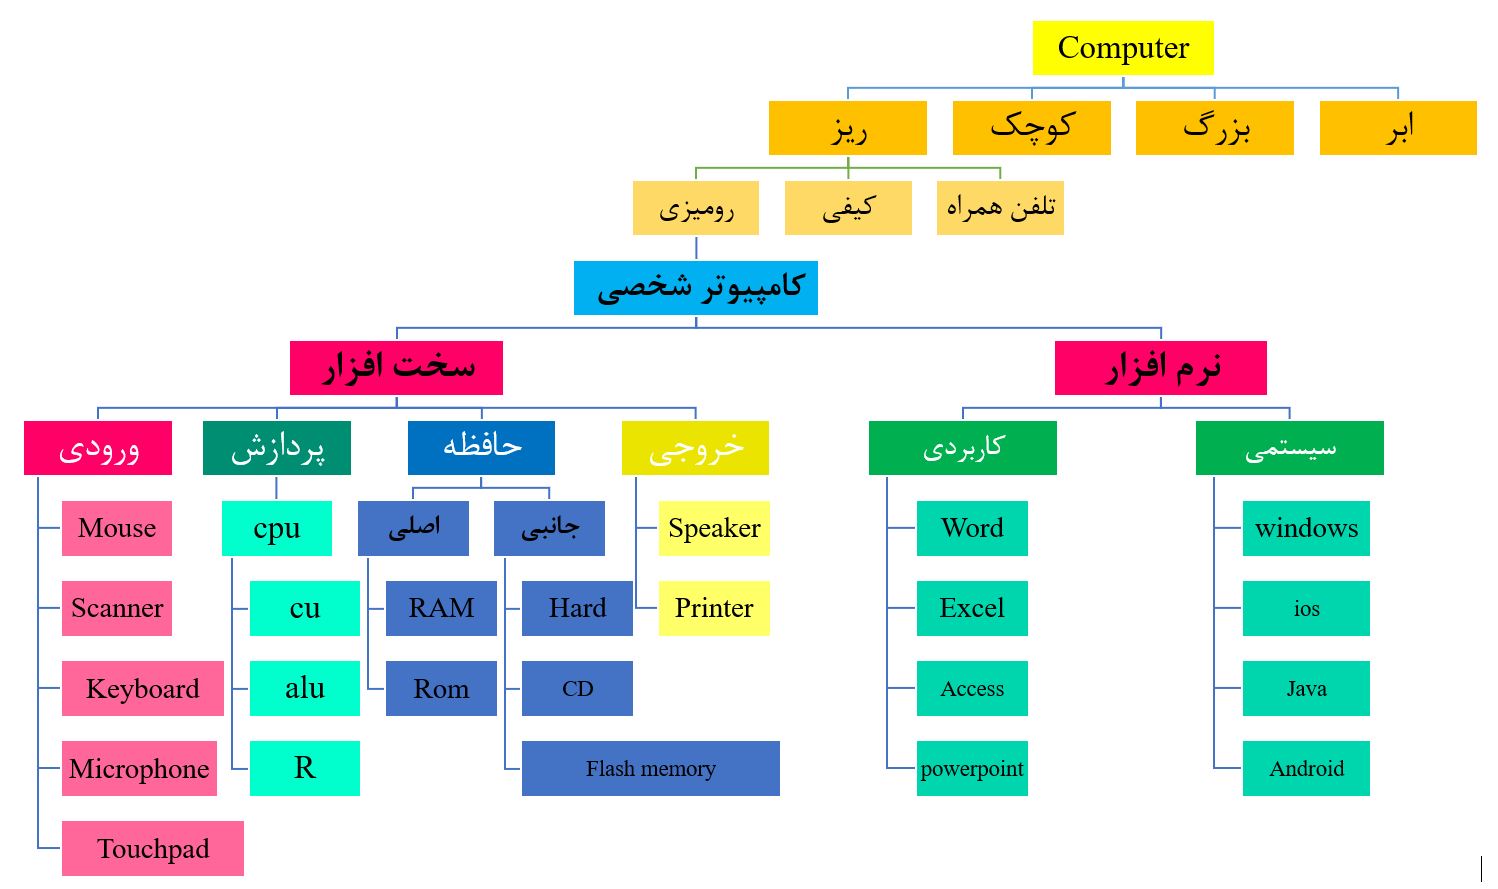 Computer
ابر
بزرگ
کوچک
ریز
تلفن همراه
کیفی
رومیزی
کامپیوتر شخصی
نرم افزار
سخت افزار
سیستمی
کاربردی
خروجی
حافظه
پردازش
ورودی
windows
ios
Java
Android
Word
Excel
Access
powerpoint
Speaker
Printer
جانبی
Hard
CD
Flash memory
اصلی
RAM
Rom
cpu
cu
alu
R
Mouse
Scanner
Keyboard
Microphone
Touchpad